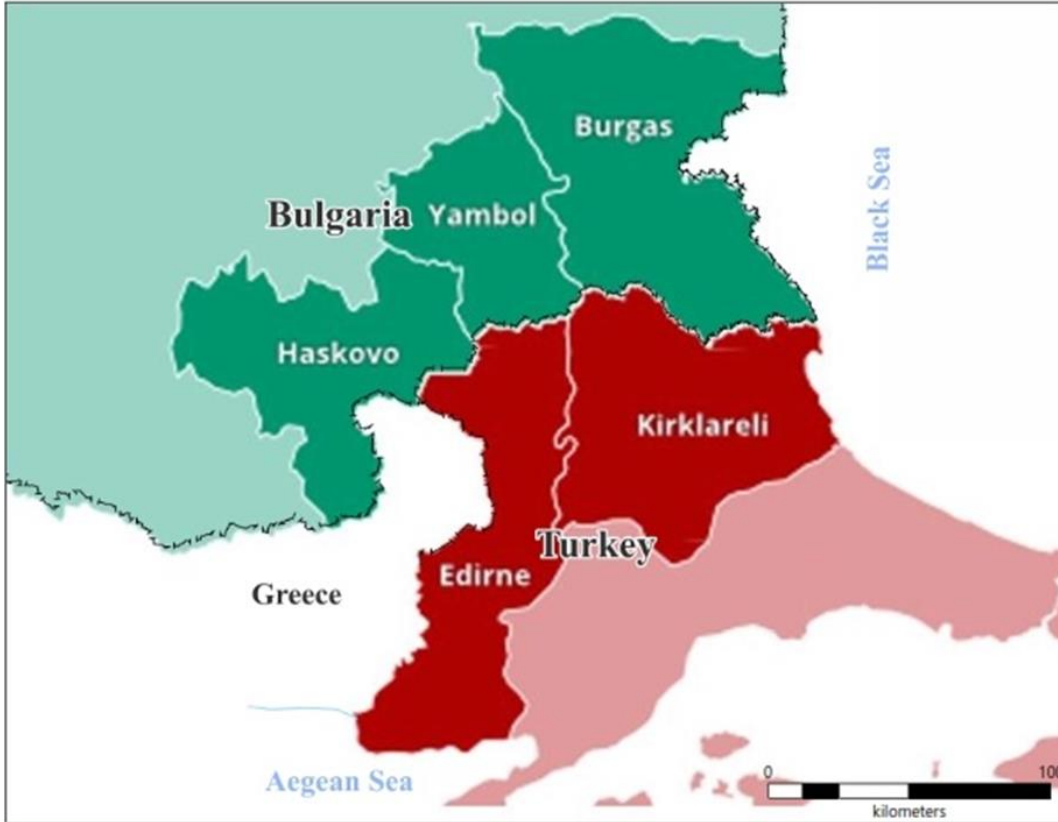 Burgas
Black Sea
Bulgaria
Yambol
Haskovo
Kirklareli
Turkey
Edirne
Greece
Aegean Sea
0
kilometers